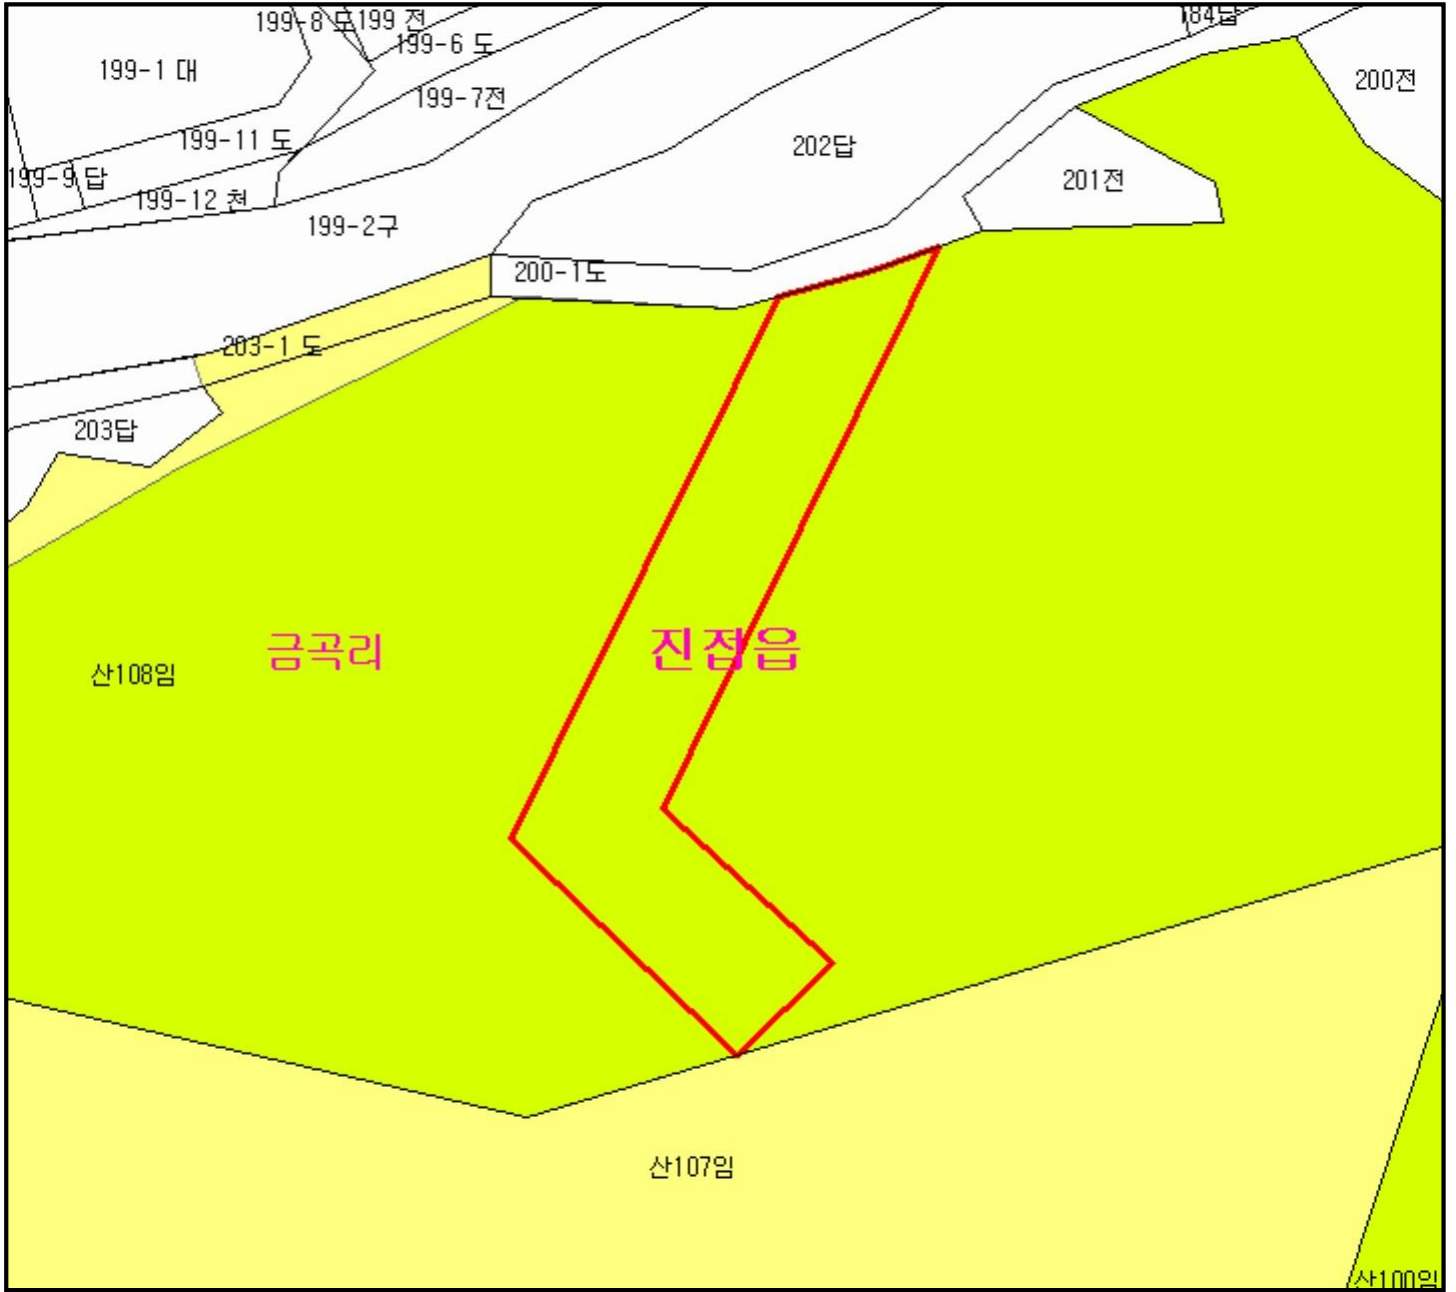 199-8 도
199 전
184답
199-6 도
199-1 대
200전
199-7전
199-11 도
202답
199-9 답
201전
199-12 천
199-2구
200-1도
203-1 도
203답
금곡리
진접읍
산108임
산107임
산100임